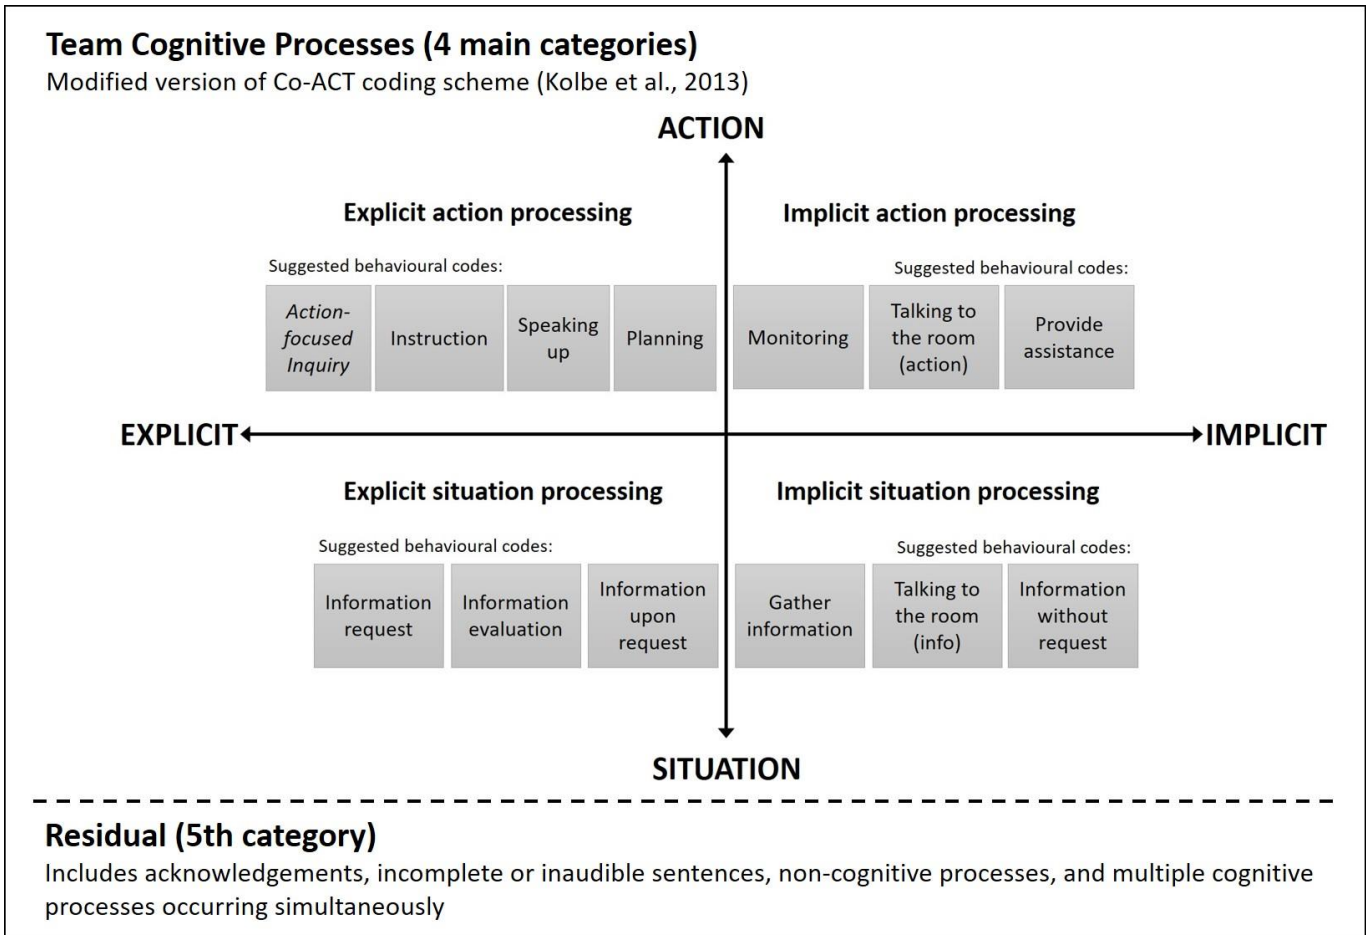 Team Cognitive Processes (4 main categories)
Modified version of Co-ACT coding scheme (Kolbe et al., 2013)
ACTION
Explicit action processing
Suggested behavioural codes:
Action-
focused
Inquiry
Instruction
Speaking
up
Planning
Implicit action processing
Suggested behavioural codes:
Monitoring
Talking to
the room
(action)
Provide
assistance
EXPLICIT
IMPLICIT
Explicit situation processing
Suggested behavioural codes:
Information
request
Information
evaluation
Information
upon
request
Implicit situation processing
Suggested behavioural codes:
Gather
information
Talking to
the room
(info)
Information
without
request
SITUATION
Residual (5th category)
Includes acknowledgements, incomplete or inaudible sentences, non-cognitive processes, and multiple cognitive
processes occurring simultaneously